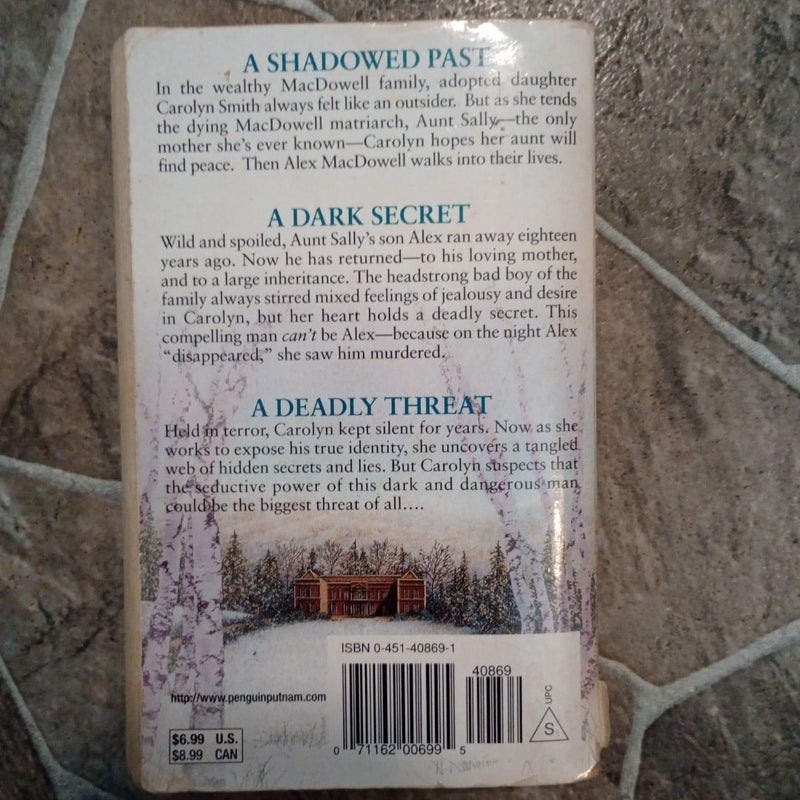 A SHADOWED PAST
In the wealthy MacDowell family, adopted daughter
Carolyn Smith always felt like an outsider. But as she tends
the dying MacDowell matriarch, Aunt Sally—the only
mother she's ever known—Carolyn hopes her aunt will
find peace. Then Alex MacDowell walks into their lives.
A DARK SECRET
Wild and spoiled, Aunt Sally's son Alex ran away eighteen
years ago. Now he has returned—to his loving mother,
and to a large inheritance. The headstrong bad boy of the
family always stirred mixed feelings of jealousy and desire
in Carolyn, but her heart holds a deadly secret. This
compelling man can't be Alex—because on the night Alex
“disappeared,” she saw him murdered.
A DEADLY THREAT
Held in terror, Carolyn kept silent for years. Now as she
works to expose his true identity, she uncovers a tangled
web of hidden secrets and lies. But Carolyn suspects that
the seductive power of this dark and dangerous man
could be the biggest threat of all....
ISBN 0-451-40869-1
40869
http://www.penguinputnam.com
UPC
S
$6.99 U.S.
$8.99 CAN
0 71162 00699 5